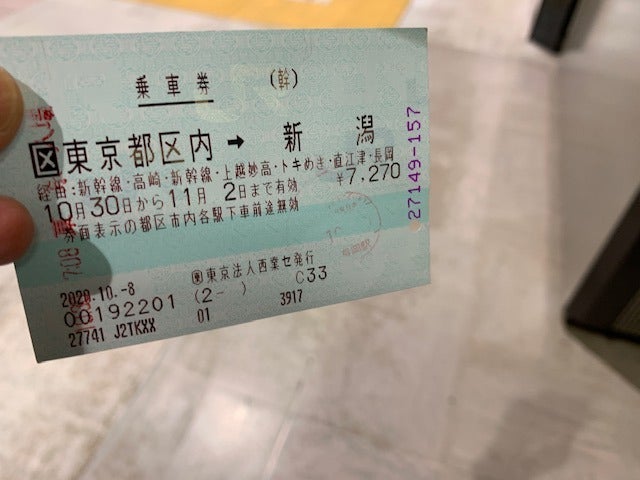 乗車券 (幹)
区 東京都区内 → 新潟
経由:新幹線・高崎・新幹線・上越妙高・トキめき・直江津・長岡
10月30日から11月 2日まで有効 ¥7,270
券面表示の都区市内各駅下車前途無効
東京法人西業セ発行
2020.10.-8 (2- ) C33
00192201 01 3917
27741 J2TKXX
27149-157
7:08